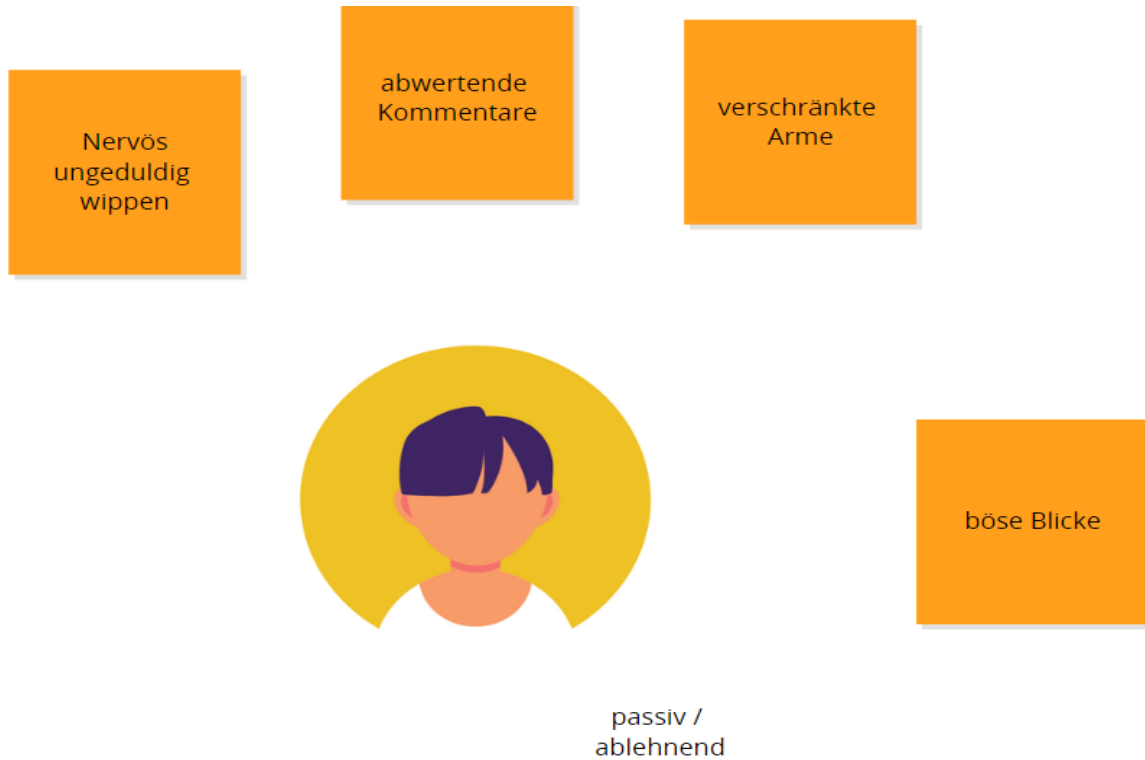 Nervös
ungeduldig
wippen
abwertende
Kommentare
verschränkte
Arme
böse Blicke
passiv /
ablehnend